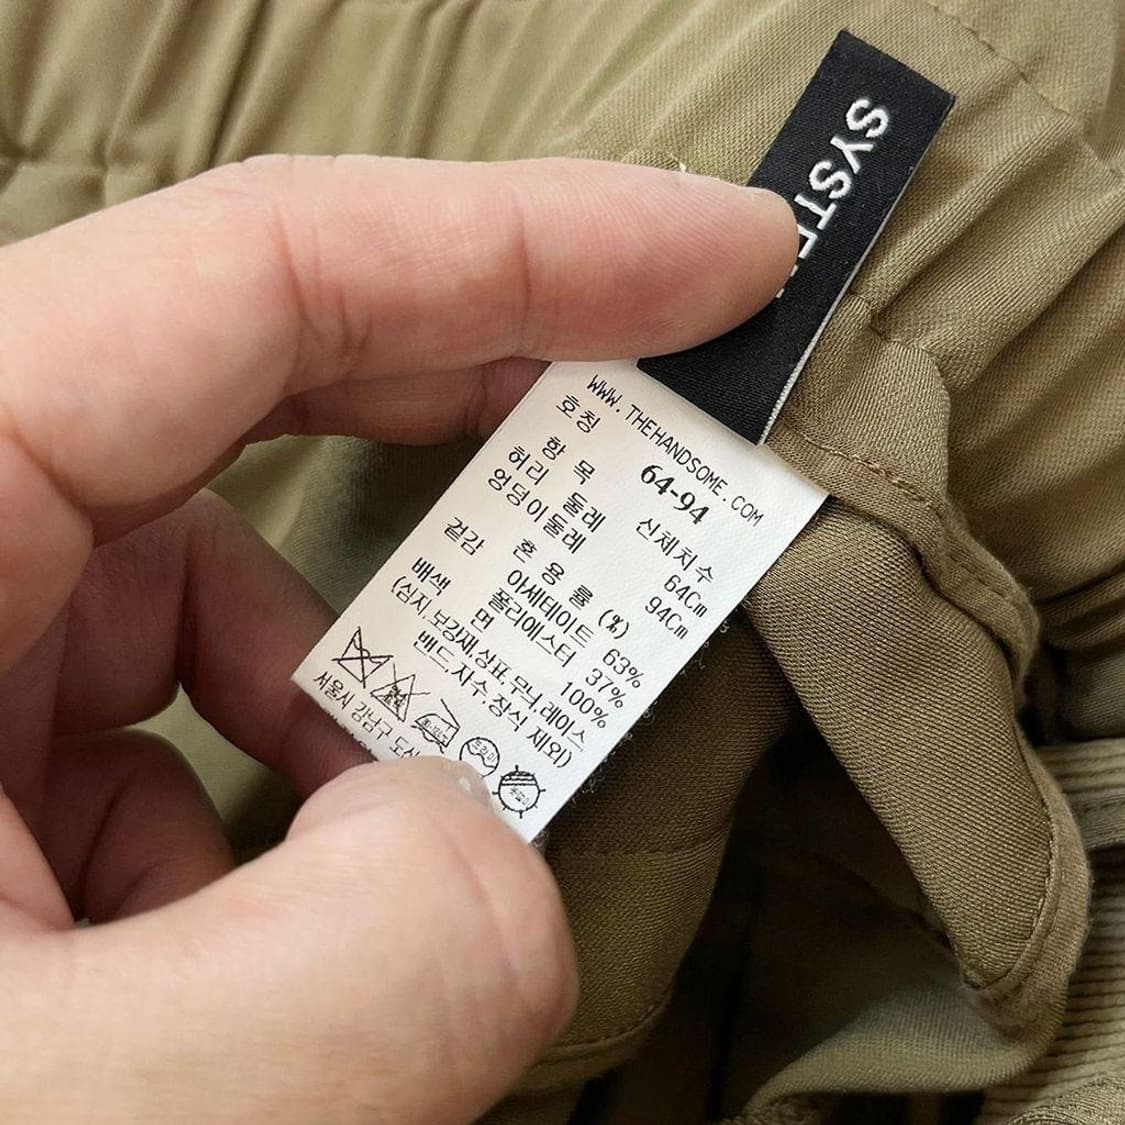 SYSTE
WWW.THEHANDSOME.COM
호칭 64-94
항 목 신체치수
허리 둘레 64Cm
엉덩이둘레 94Cm
혼 용 률 (%)
겉감 아세테이트 63%
폴리에스터 37%
배색 면 100%
(심지,보강재,상표,무늬,레이스
밴드,자수,장식 제외)
서울시 강남구 도산